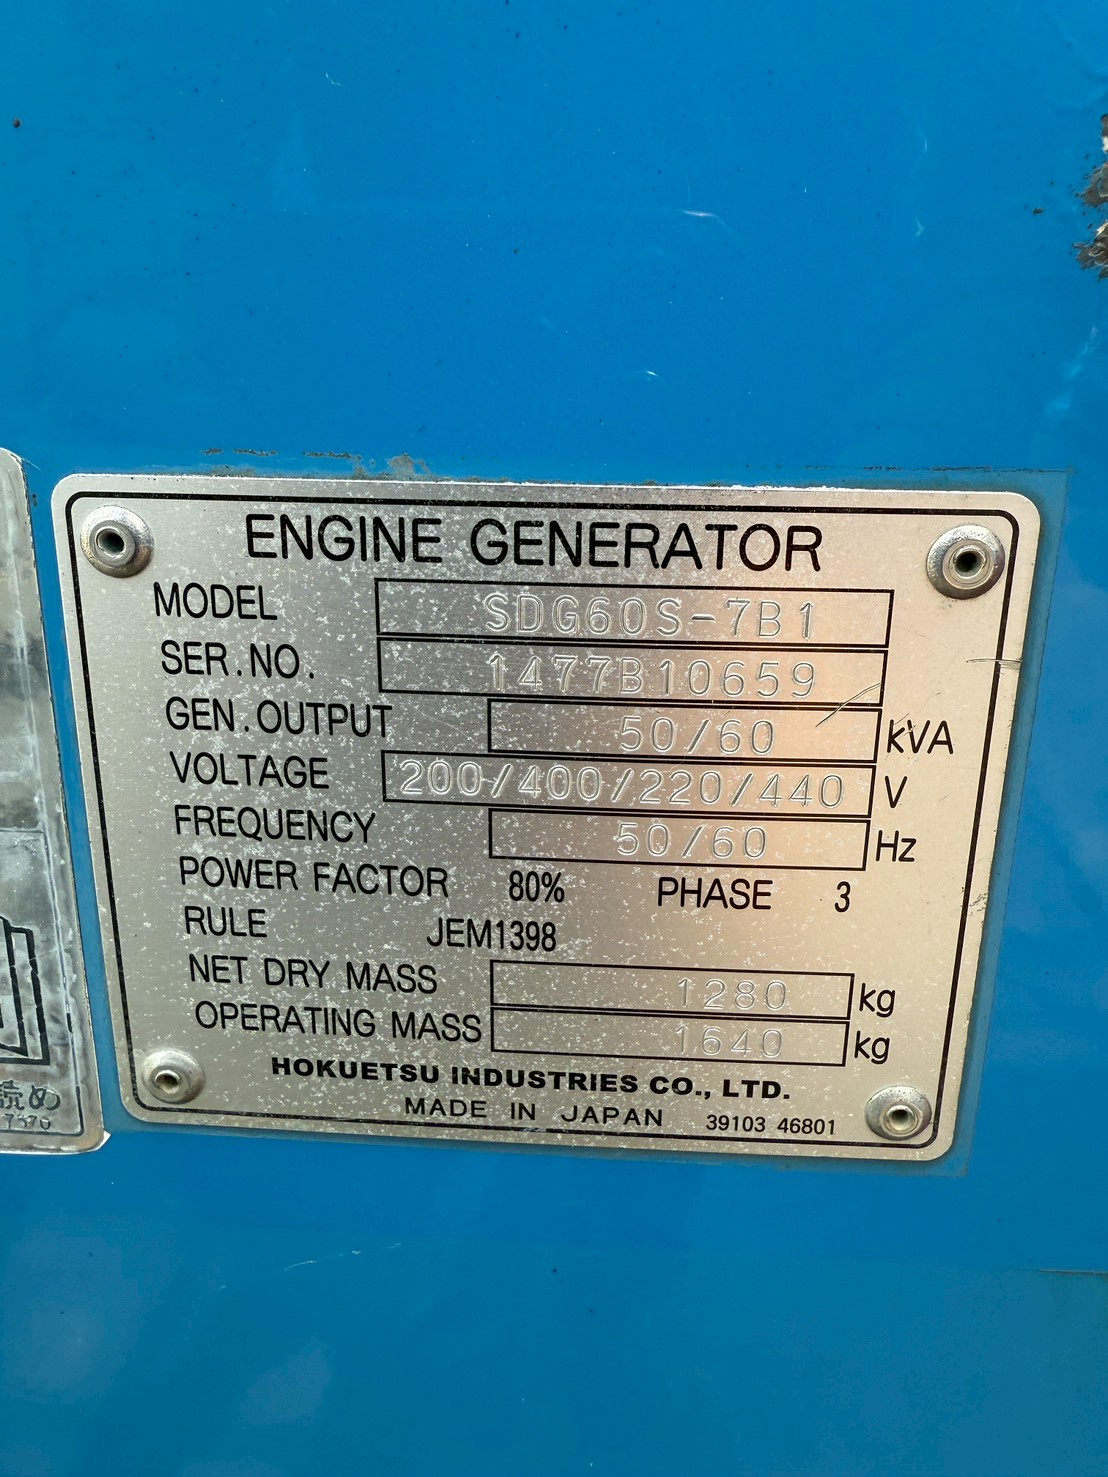 ENGINE GENERATOR
MODEL SDG60S-7B1
SER.NO. 1477B10659
GEN.OUTPUT 50/60 kVA
VOLTAGE 200/400/220/440 V
FREQUENCY 50/60 Hz
POWER FACTOR 80% PHASE 3
RULE JEM1398
NET DRY MASS 1280 kg
OPERATING MASS 1640 kg
HOKUETSU INDUSTRIES CO., LTD.
MADE IN JAPAN 39103 46801
読め